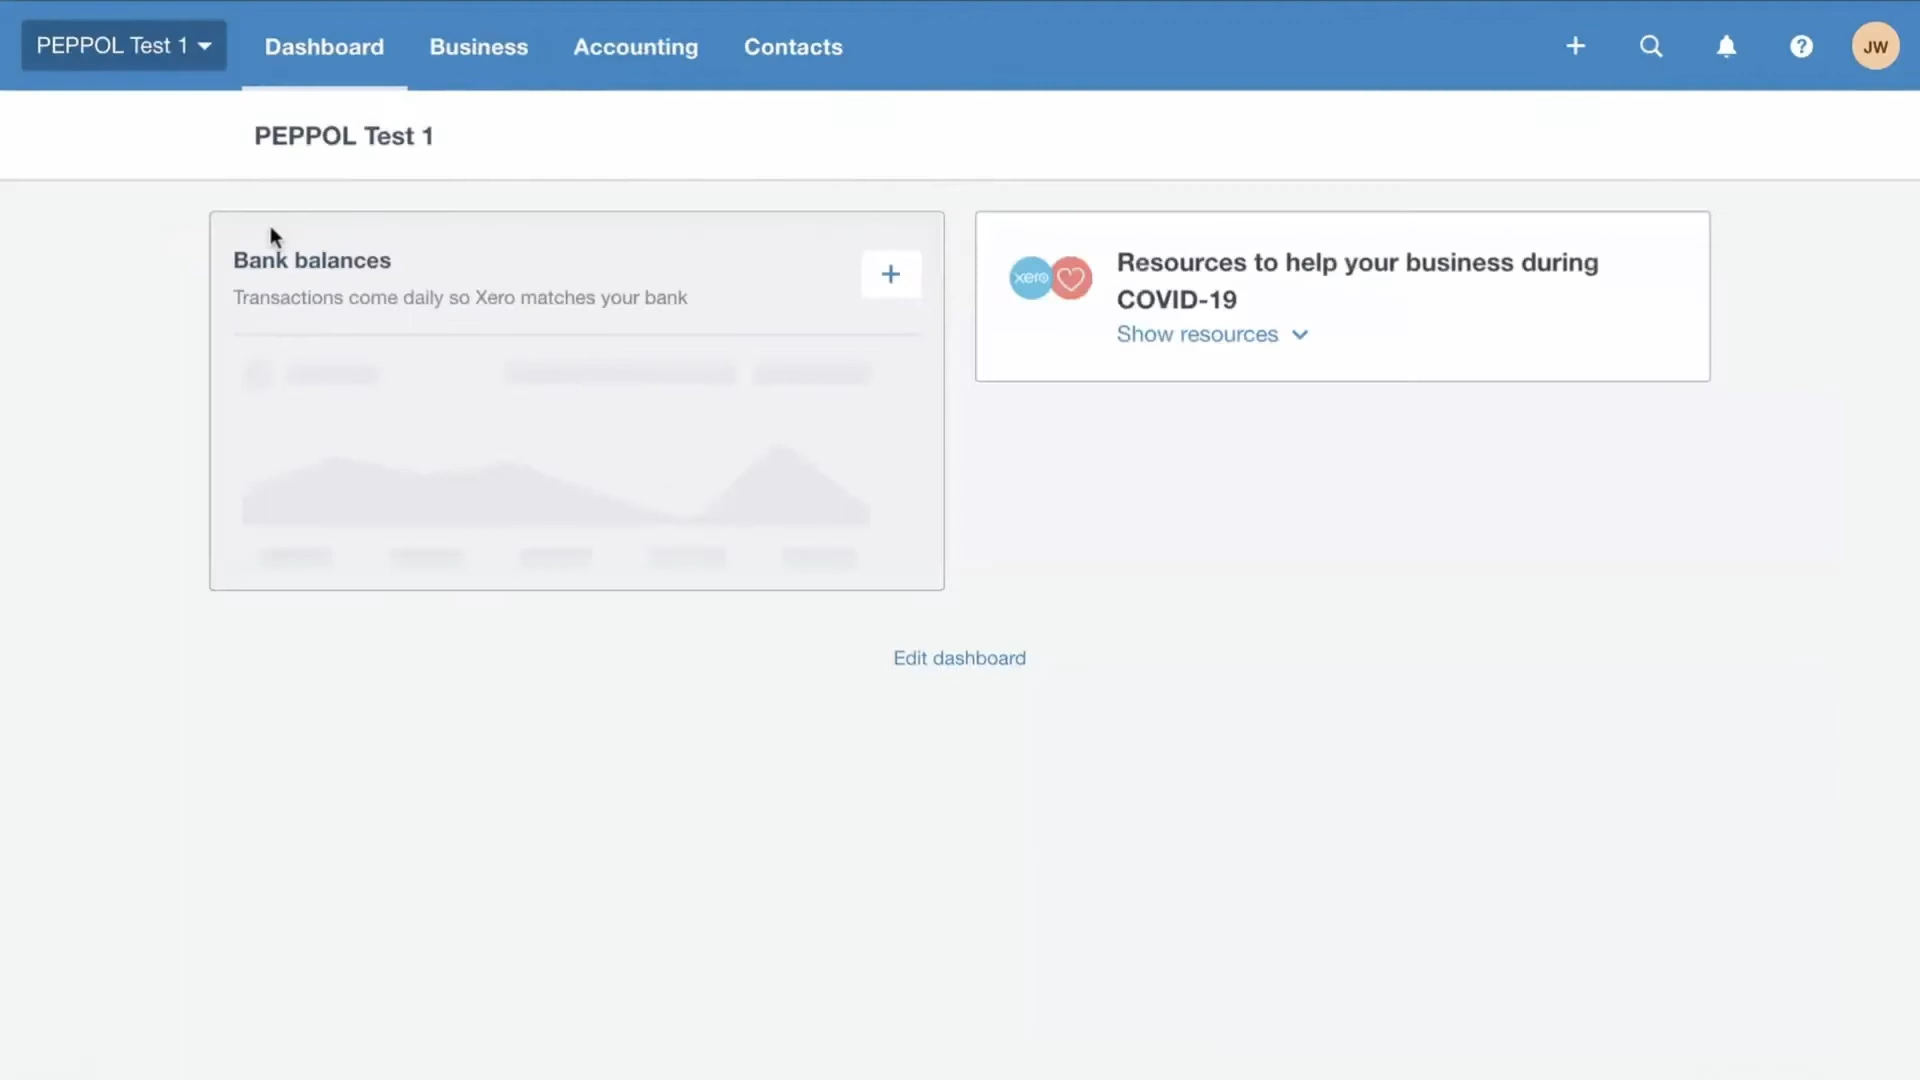 PEPPOL Test 1
Dashboard
Business
Accounting
Contacts
JW
PEPPOL Test 1
Bank balances
Transactions come daily so Xero matches your bank
xero
Resources to help your business during
COVID-19
Show resources
Edit dashboard